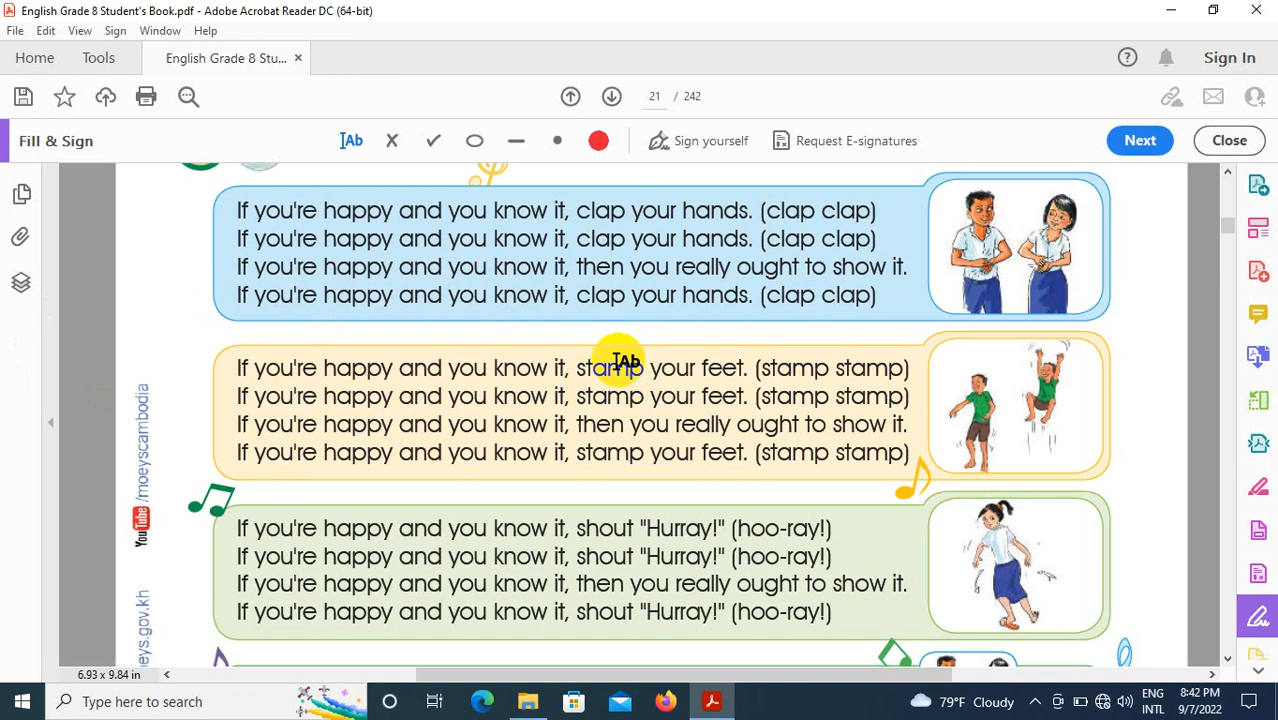 English Grade 8 Student's Book.pdf - Adobe Acrobat Reader DC (64-bit)
File Edit View Sign Window Help
Home Tools English Grade 8 Stu... × Sign In
21 / 242
Fill & Sign Ab Sign yourself Request E-signatures Next Close
If you're happy and you know it, clap your hands. (clap clap)
If you're happy and you know it, clap your hands. (clap clap)
If you're happy and you know it, then you really ought to show it.
If you're happy and you know it, clap your hands. (clap clap)
Ab
If you're happy and you know it, stamp your feet. (stamp stamp)
If you're happy and you know it, stamp your feet. (stamp stamp)
If you're happy and you know it, then you really ought to show it.
If you're happy and you know it, stamp your feet. (stamp stamp)
If you're happy and you know it, shout "Hurray!" (hoo-ray!)
If you're happy and you know it, shout "Hurray!" (hoo-ray!)
If you're happy and you know it, then you really ought to show it.
If you're happy and you know it, shout "Hurray!" (hoo-ray!)
YouTube /moeyscambodia
eys.gov.kh
6.93 x 9.84 in
Type here to search
79°F Cloudy
ENG
INTL
8:42 PM
9/7/2022